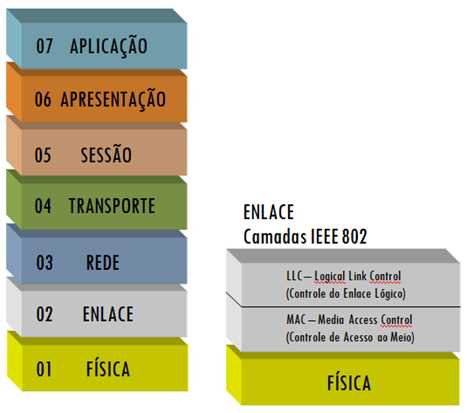 07 APLICAÇÃO
06 APRESENTAÇÃO
05 SESSÃO
04 TRANSPORTE
03 REDE
02 ENLACE
01 FÍSICA
ENLACE
Camadas IEEE 802
LLC – Logical Link Control
(Controle do Enlace Lógico)
MAC – Media Access Control
(Controle de Acesso ao Meio)
FÍSICA